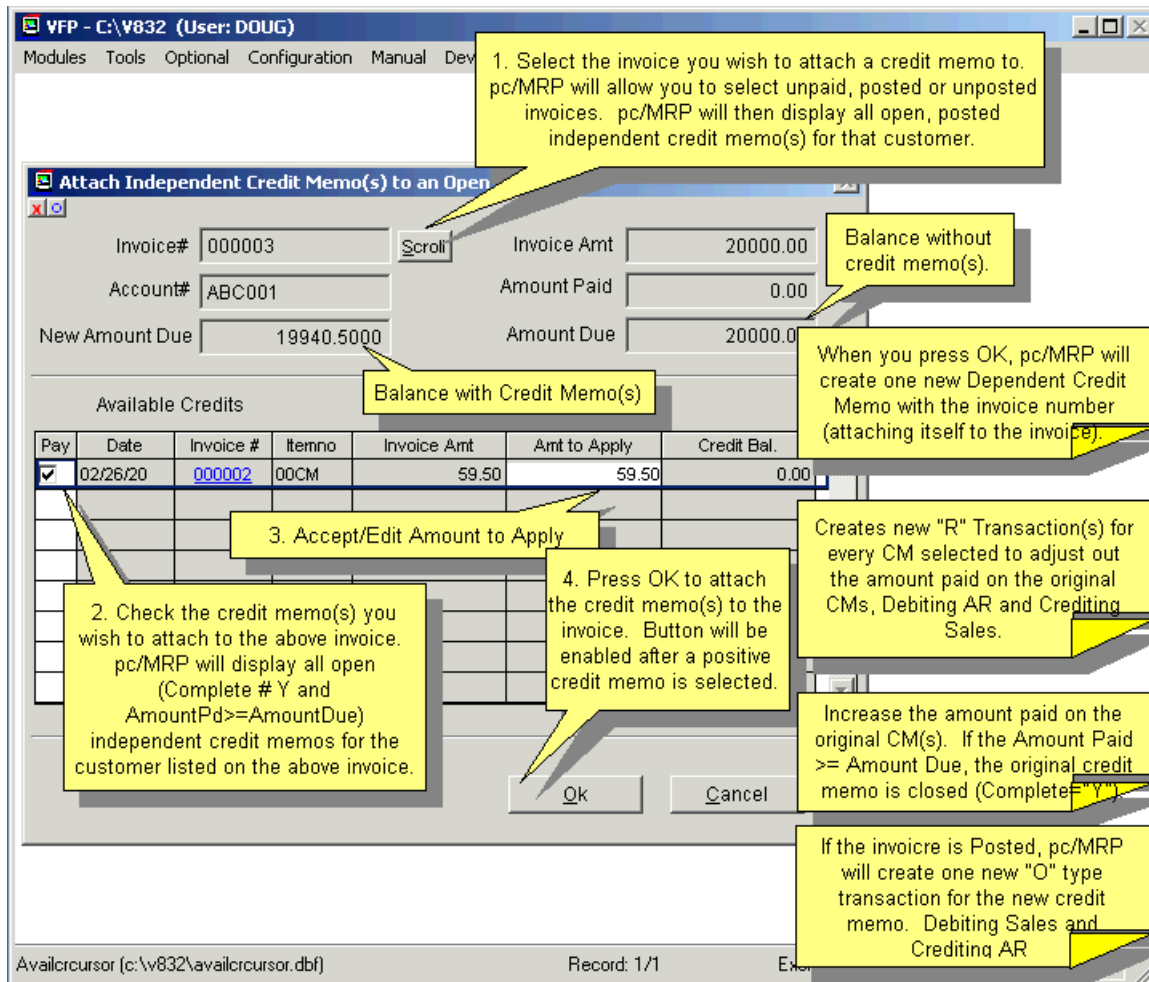 VFP - C:\V832 (User: DOUG)
Modules Tools Optional Configuration Manual Dev
1. Select the invoice you wish to attach a credit memo to.
pc/MRP will allow you to select unpaid, posted or unposted
invoices. pc/MRP will then display all open, posted
independent credit memo(s) for that customer.
Attach Independent Credit Memo(s) to an Open
Invoice# 000003 Scroll Invoice Amt 20000.00
Account# ABC001 Amount Paid 0.00
New Amount Due 19940.5000 Amount Due 20000.0
Balance without
credit memo(s).
Balance with Credit Memo(s)
When you press OK, pc/MRP will
create one new Dependent Credit
Memo with the invoice number
(attaching itself to the invoice).
Available Credits
Pay Date Invoice # Itemno Invoice Amt Amt to Apply Credit Bal.
02/26/20 000002 00CM 59.50 59.50 0.00
3. Accept/Edit Amount to Apply
Creates new "R" Transaction(s) for
every CM selected to adjust out
the amount paid on the original
CMs, Debiting AR and Crediting
Sales.
2. Check the credit memo(s) you
wish to attach to the above invoice.
pc/MRP will display all open
(Complete # Y and
AmountPd>=AmountDue)
independent credit memos for the
customer listed on the above invoice.
4. Press OK to attach
the credit memo(s) to the
invoice. Button will be
enabled after a positive
credit memo is selected.
Increase the amount paid on the
original CM(s). If the Amount Paid
>= Amount Due, the original credit
memo is closed (Complete="Y").
Ok Cancel
If the invoicre is Posted, pc/MRP
will create one new "O" type
transaction for the new credit
memo. Debiting Sales and
Crediting AR
Availcrcursor (c:\v832\availcrcursor.dbf) Record: 1/1